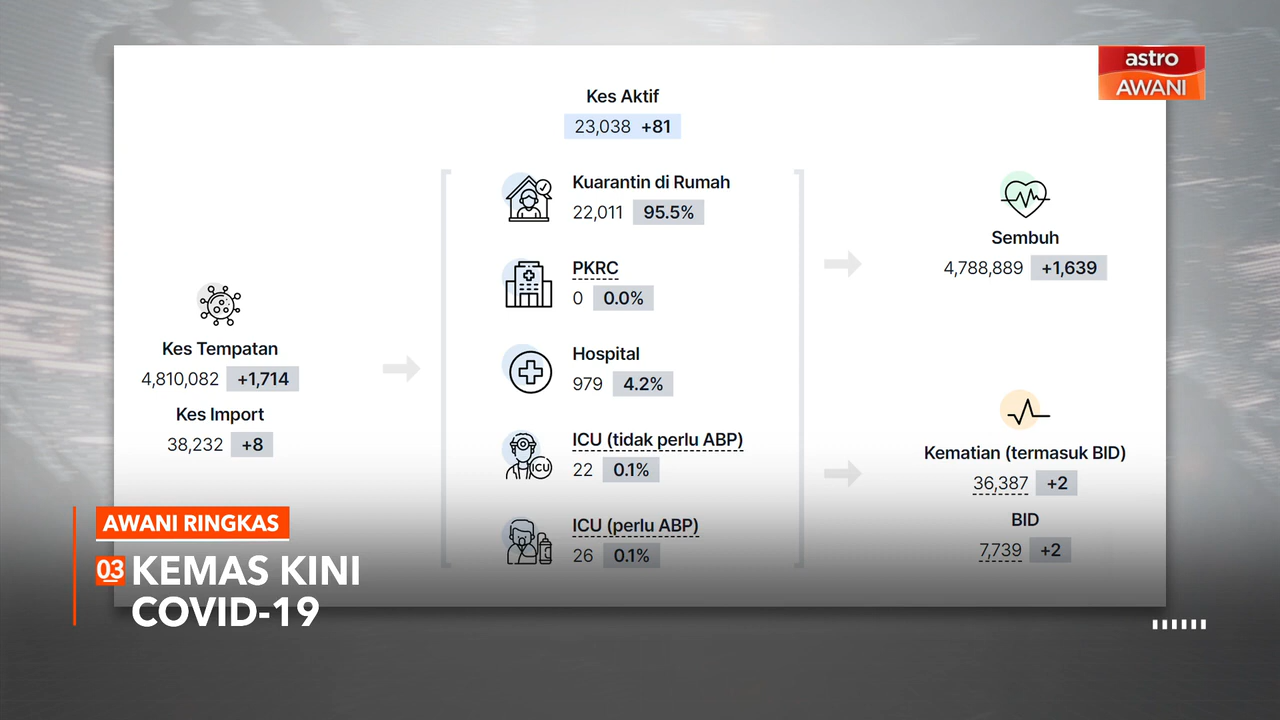 astro
AWANI
Kes Aktif
23,038 +81
Kes Tempatan
4,810,082 +1,714
Kes Import
38,232 +8
Kuarantin di Rumah
22,011 95.5%
PKRC
0 0.0%
Hospital
979 4.2%
ICU (tidak perlu ABP)
ICU
22 0.1%
ICU (perlu ABP)
26 0.1%
Sembuh
4,788,889 +1,639
Kematian (termasuk BID)
36,387 +2
BID
7,739 +2
AWANI RINGKAS
03 KEMAS KINI
COVID-19